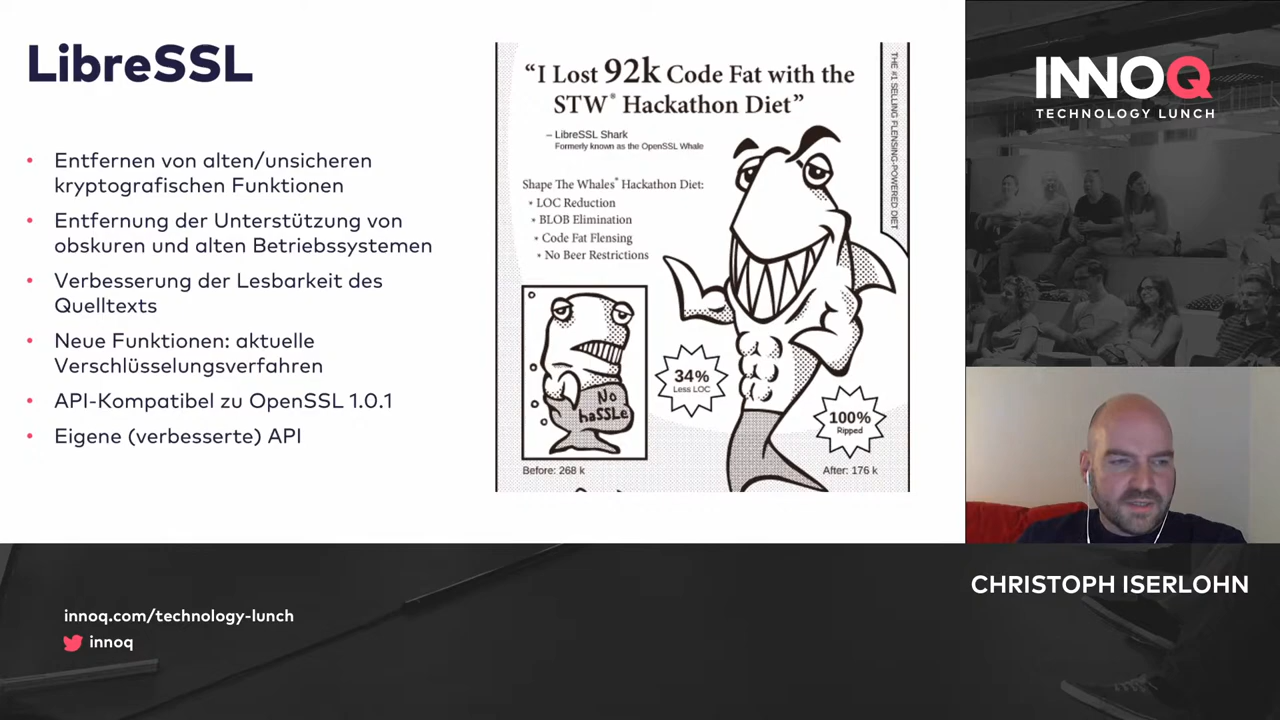 LibreSSL
• Entfernen von alten/unsicheren
kryptografischen Funktionen
• Entfernung der Unterstützung von
obskuren und alten Betriebssystemen
• Verbesserung der Lesbarkeit des
Quelltexts
• Neue Funktionen: aktuelle
Verschlüsselungsverfahren
• API-Kompatibel zu OpenSSL 1.0.1
• Eigene (verbesserte) API
“I Lost 92k Code Fat with the
STW® Hackathon Diet”
– LibreSSL Shark
Formerly known as the OpenSSL Whale
Shape The Whales® Hackathon Diet:
* LOC Reduction
* BLOB Elimination
* Code Fat Flensing
* No Beer Restrictions
THE #1 SELLING FLENSING-POWERED DIET
No
haSSLe
34%
Less LOC
100%
Ripped
Before: 268 k
After: 176 k
INNOQ
TECHNOLOGY LUNCH
CHRISTOPH ISERLOHN
innoq.com/technology-lunch
innoq